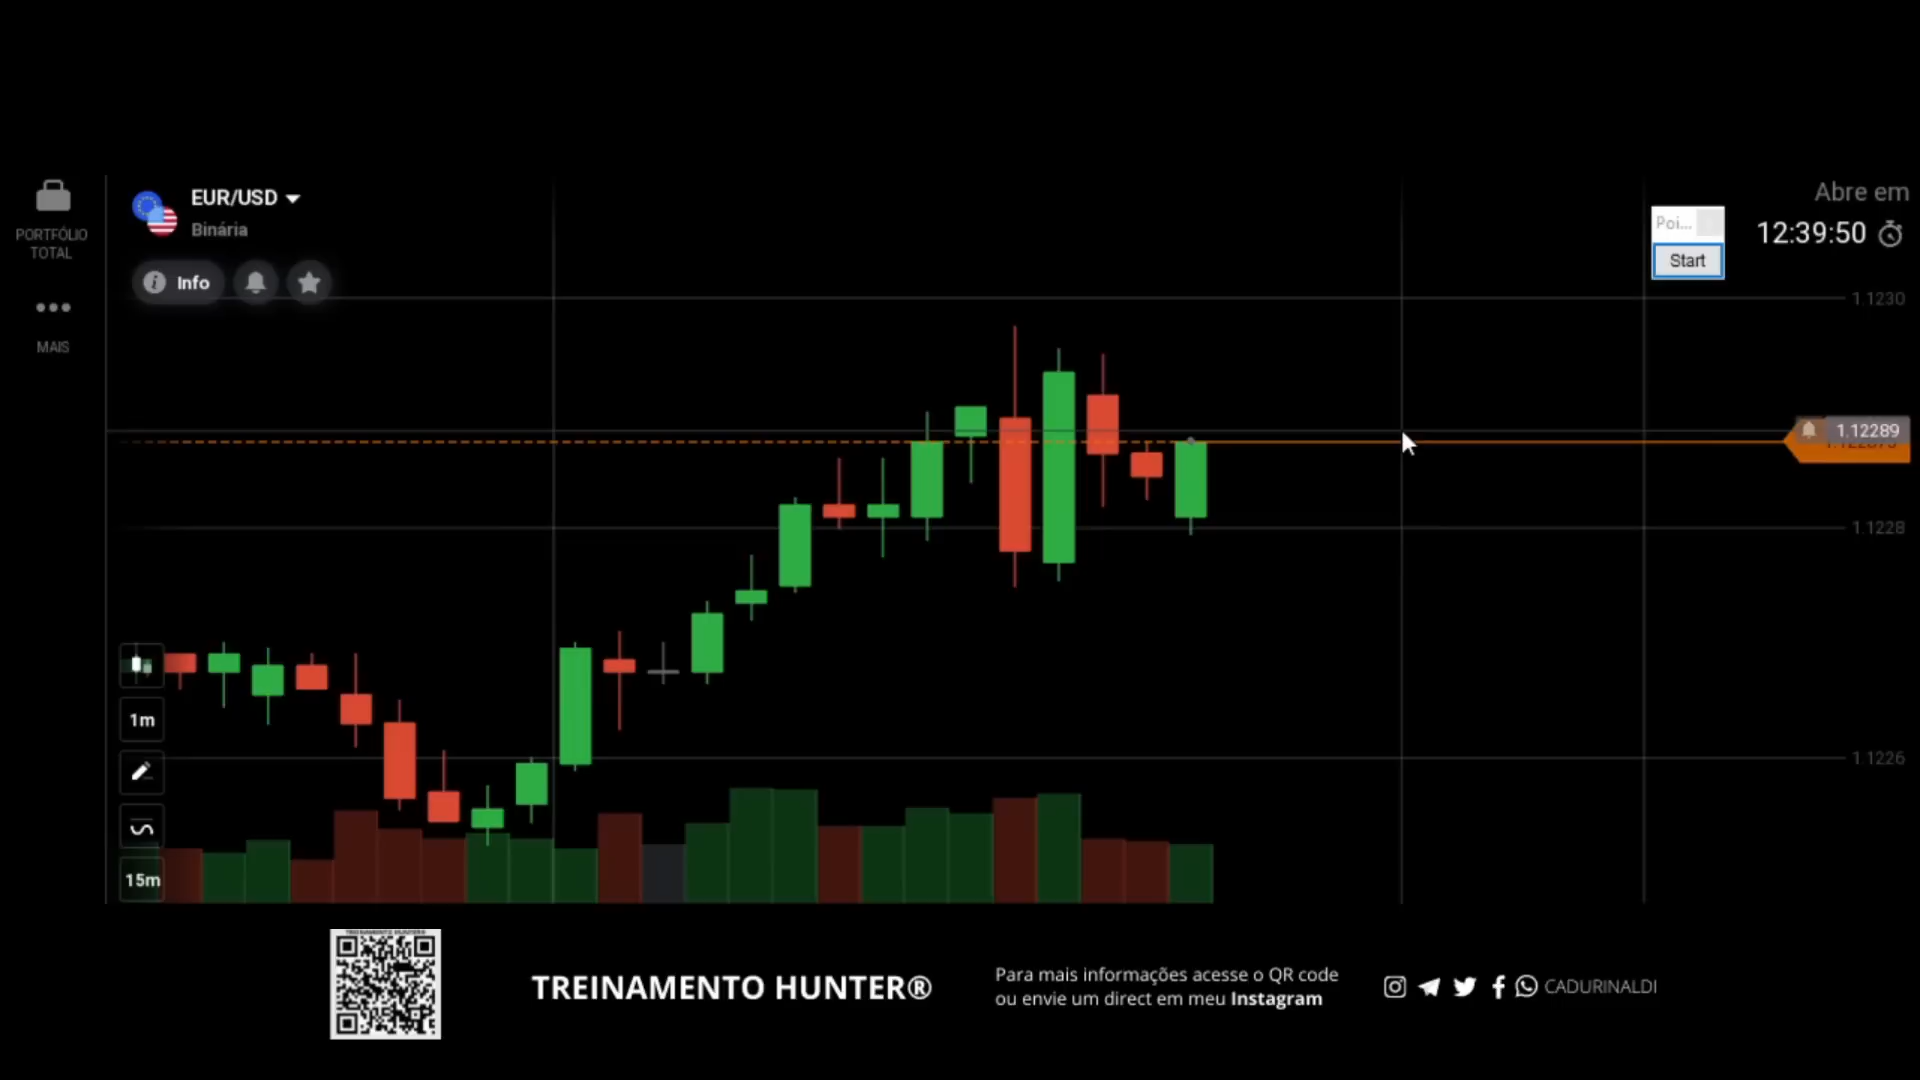 EUR/USD
Binária
Info
PORTFÓLIO
TOTAL
MAIS
Poi...
Start
Abre em
12:39:50
1.1230
1.12289
1.1228
1.1226
1m
15m
TREINAMENTO HUNTER®
Para mais informações acesse o QR code
ou envie um direct em meu Instagram
CADURINALDI